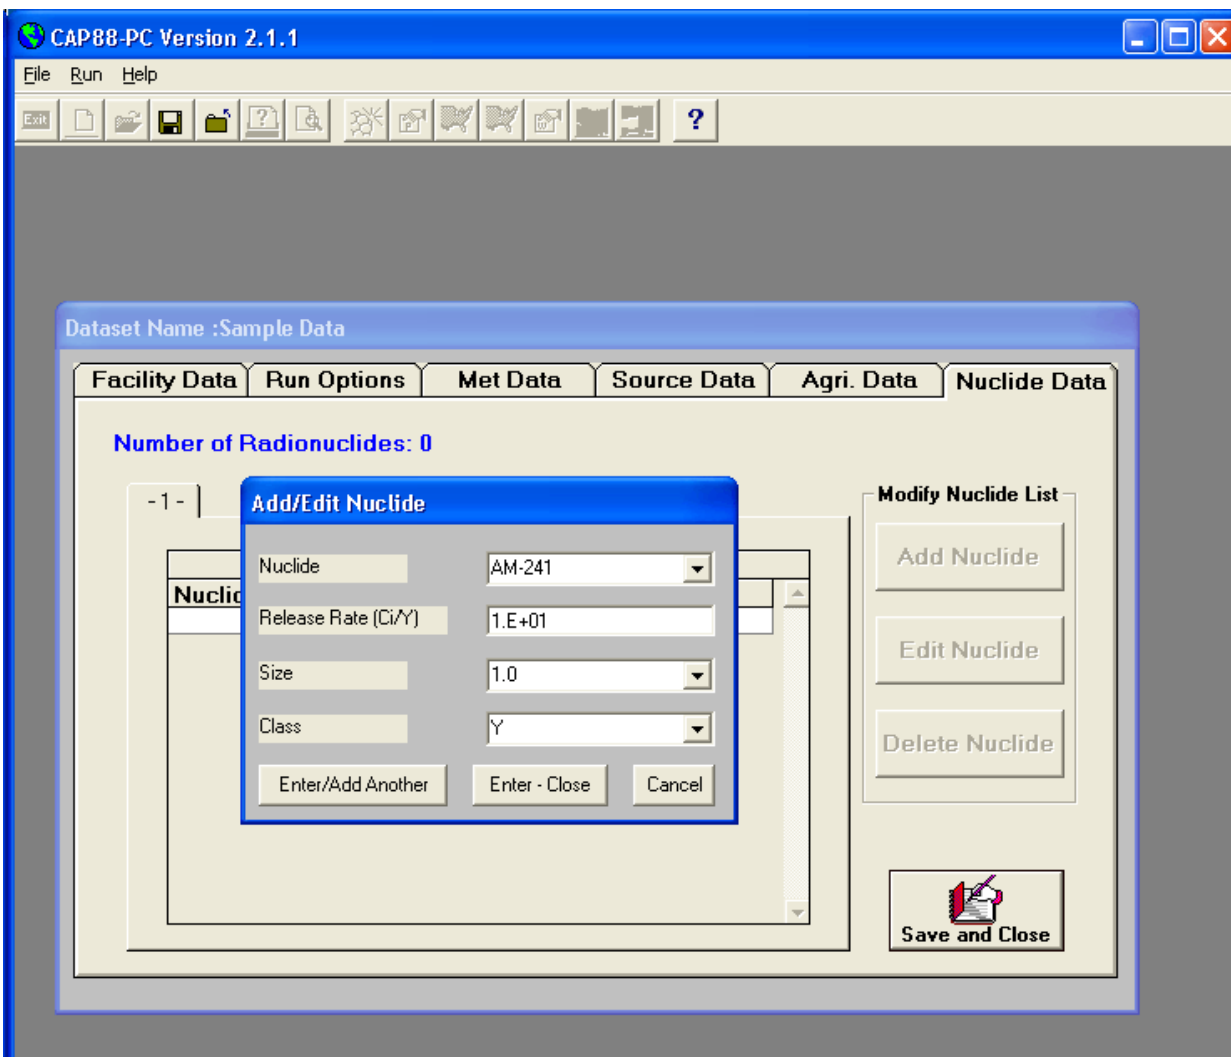 CAP88-PC Version 2.1.1
File Run Help
Exit ? P W ?
Dataset Name :Sample Data
Facility Data Run Options Met Data Source Data Agri. Data Nuclide Data
Number of Radionuclides: 0
- 1 -
Add/Edit Nuclide
Modify Nuclide List
Nuclide AM-241
Add Nuclide
Nuclid
Release Rate (Ci/Y) 1.E+01
Edit Nuclide
Size 1.0
Class Y
Delete Nuclide
Enter/Add Another Enter - Close Cancel
Save and Close